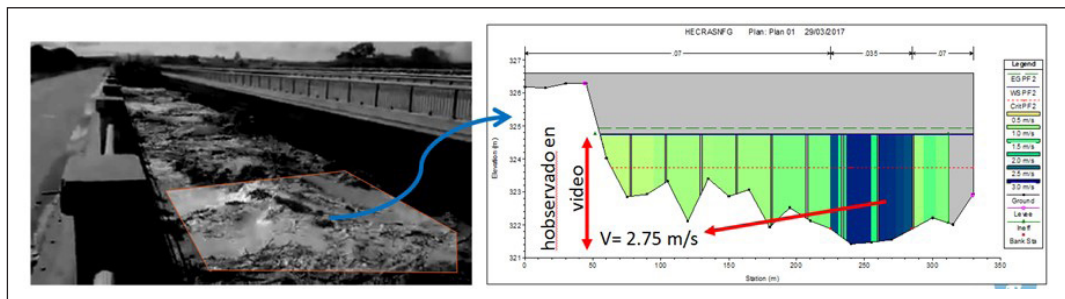 HECRASNFG Plan: Plan 01 29/03/2017
.07
.035
.07
327
326
325
324
323
322
321
Elevation (m)
0
50
100
150
200
250
300
350
Station (m)
hobservado en
video
V= 2.75 m/s
Legend
EG PF 2
WS PF 2
Crit PF 2
0.5 m/s
1.0 m/s
1.5 m/s
2.0 m/s
2.5 m/s
3.0 m/s
Ground
Levee
Ineff
Bank Sta